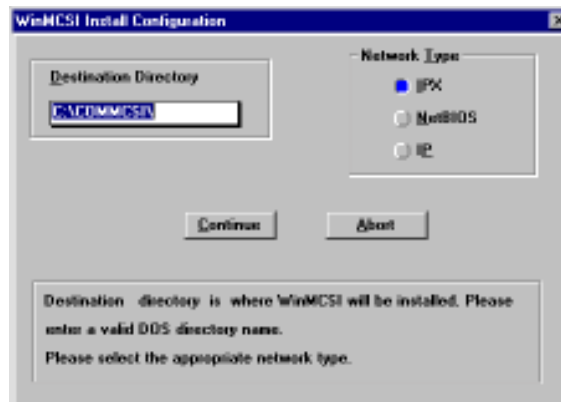 WinMCSI Install Configuration
Destination Directory
C:\COMMCSI\
Network Type
IPX
NetBIOS
IP
Continue
Abort
Destination directory is where WinMCSI will be installed. Please
enter a valid DOS directory name.
Please select the appropriate network type.